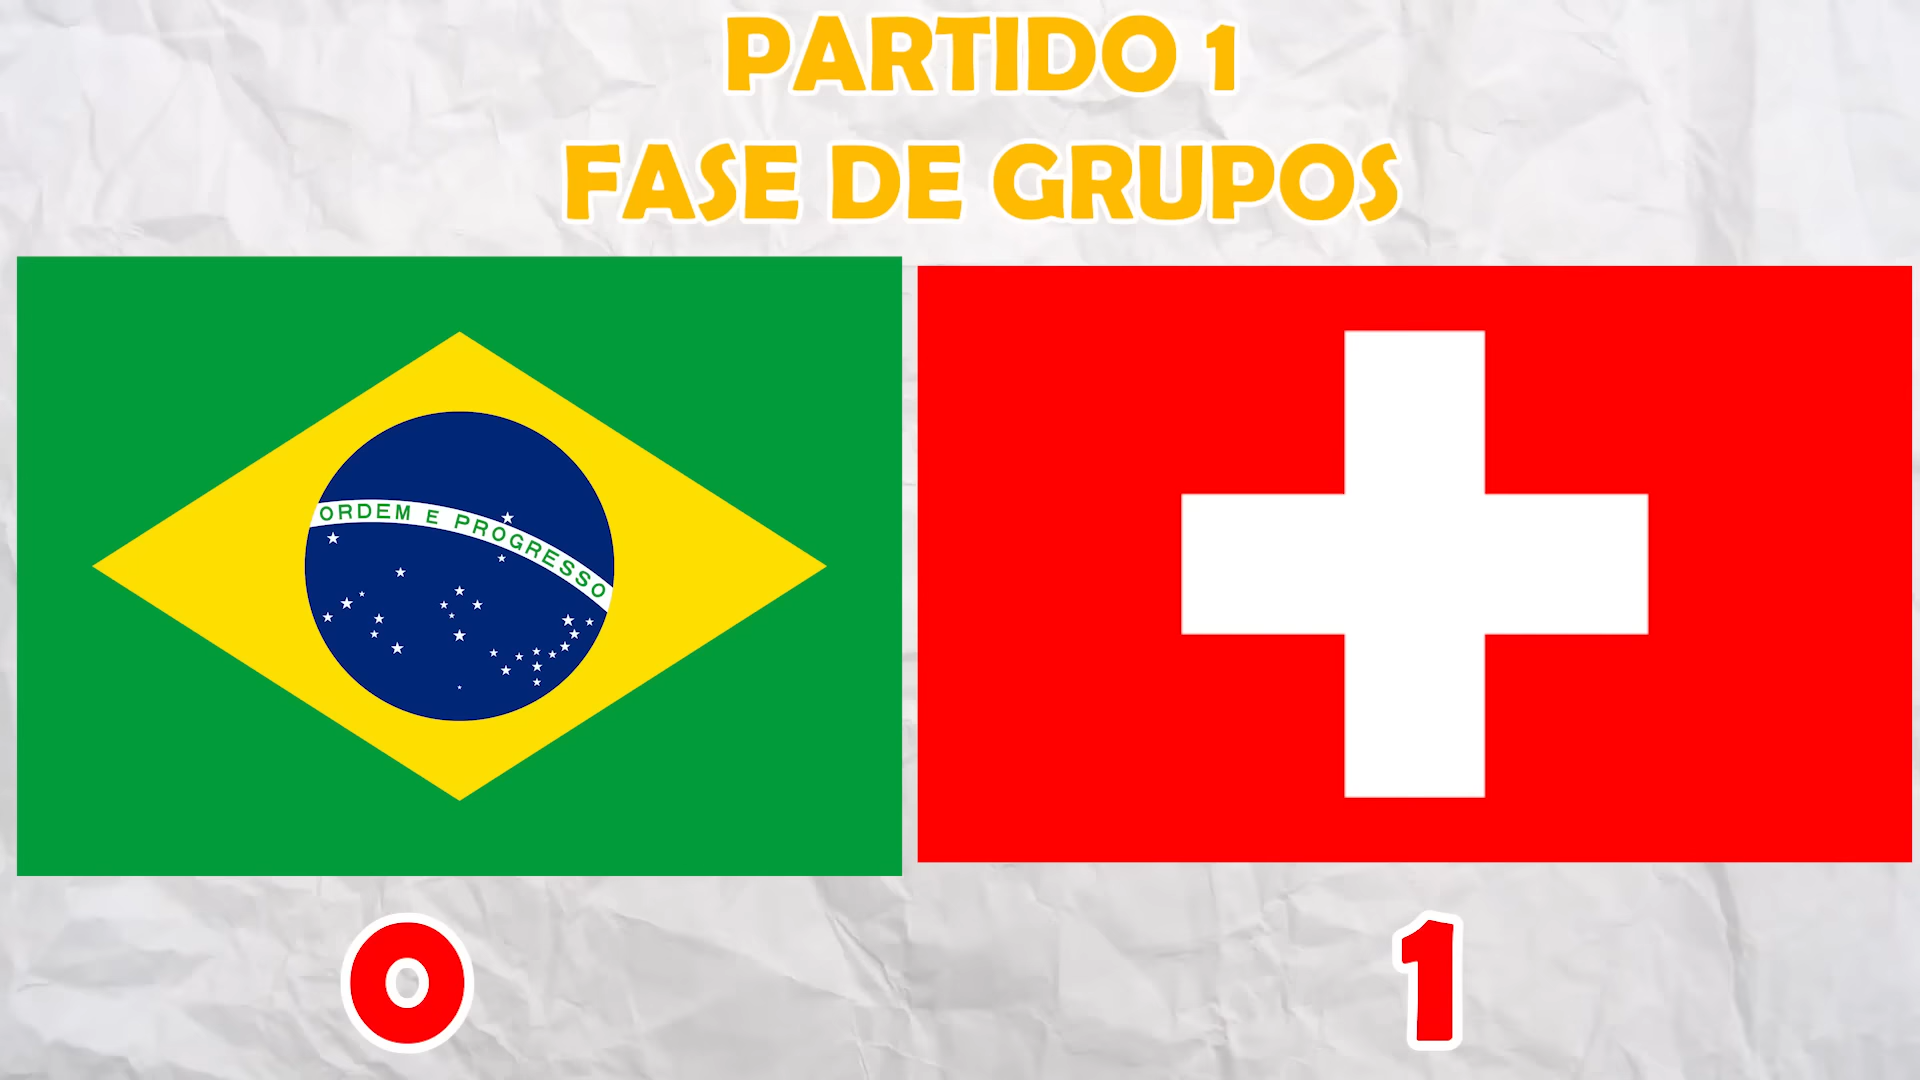 PARTIDO 1
FASE DE GRUPOS
ORDEM E PROGRESSO
0
1